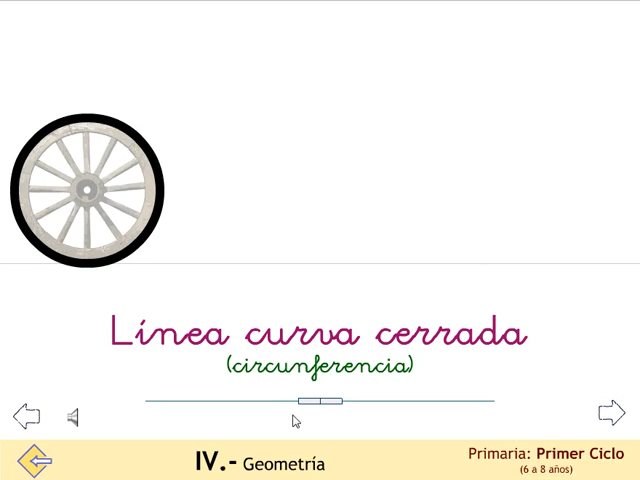 Línea curva cerrada
(circunferencia)
IV.- Geometría
Primaria: Primer Ciclo
(6 a 8 años)